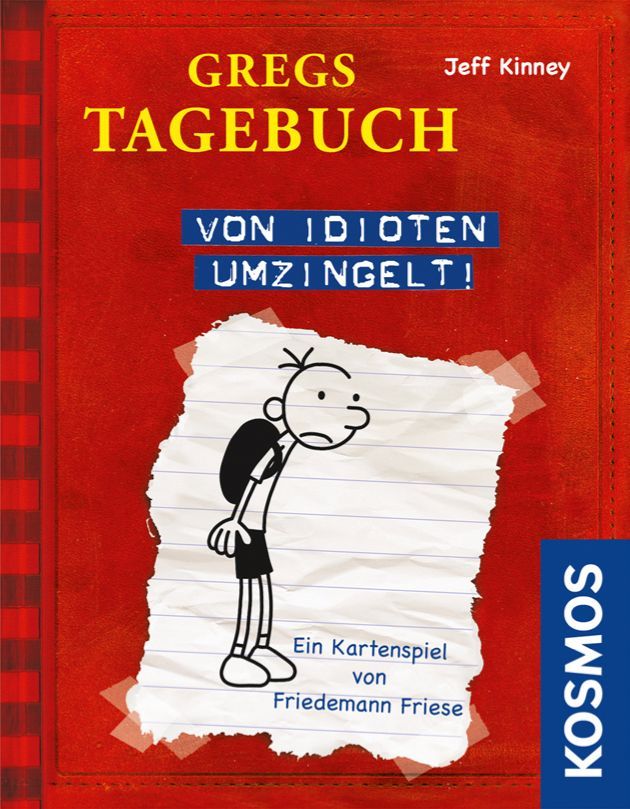 GREGS
TAGEBUCH
Jeff Kinney
VON IDIOTEN
UMZINGELT!
Ein Kartenspiel
von
Friedemann Friese
KOSMOS